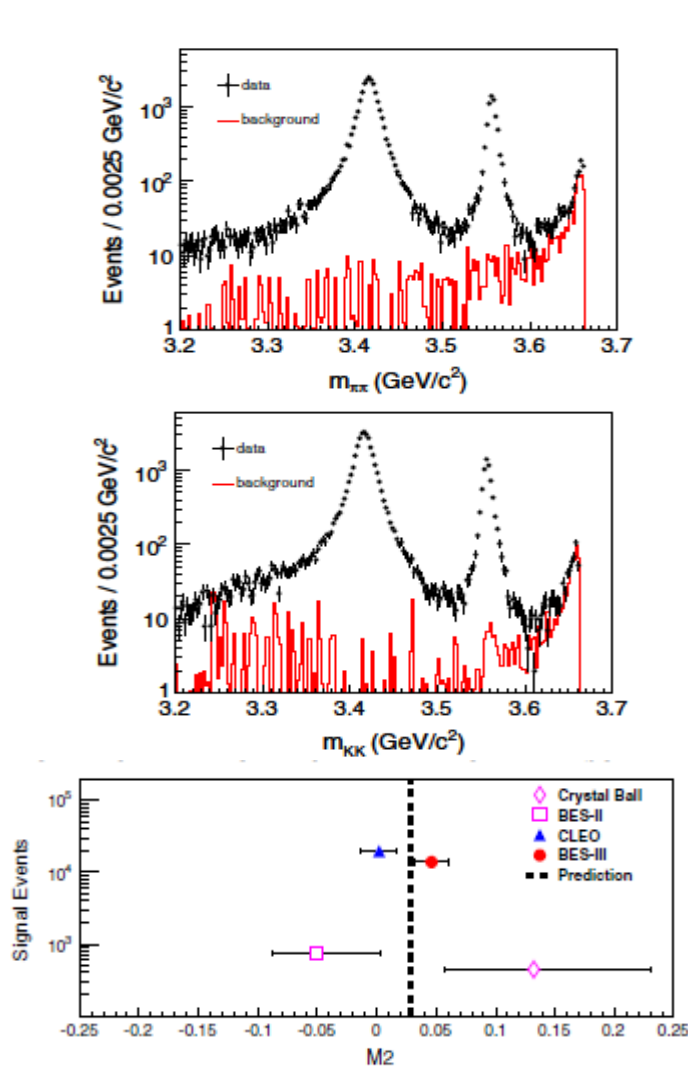 Events / 0.0025 GeV/c²
data
background
10³
10²
10
1
3.2 3.3 3.4 3.5 3.6 3.7
mππ (GeV/c²)
Events / 0.0025 GeV/c²
data
background
10³
10²
10
1
3.2 3.3 3.4 3.5 3.6 3.7
mKK (GeV/c²)
Signal Events
10⁵
10⁴
10³
Crystal Ball
BES-II
CLEO
BES-III
Prediction
-0.25 -0.2 -0.15 -0.1 -0.05 0 0.05 0.1 0.15 0.2 0.25
M2